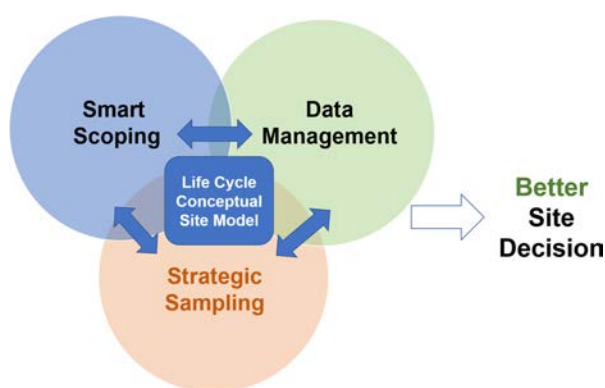 Smart
Scoping
Data
Management
Life Cycle
Conceptual
Site Model
Strategic
Sampling
Better
Site
Decision